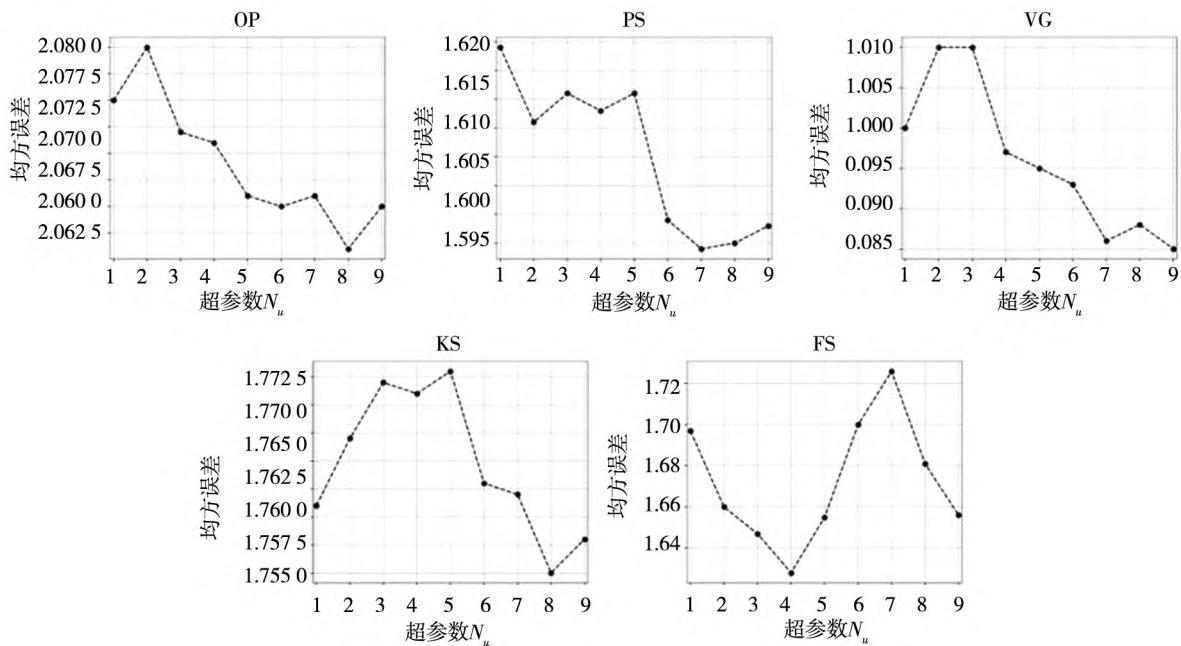 OP
2.080 0
2.077 5
2.072 5
2.070 0
2.067 5
2.060 0
2.062 5
均方误差
1 2 3 4 5 6 7 8 9
超参数Nu
PS
1.620
1.615
1.610
1.605
1.600
1.595
均方误差
1 2 3 4 5 6 7 8 9
超参数Nu
VG
1.010
1.005
1.000
0.095
0.090
0.085
均方误差
1 2 3 4 5 6 7 8 9
超参数Nu
KS
1.772 5
1.770 0
1.765 0
1.762 5
1.760 0
1.757 5
1.755 0
均方误差
1 2 3 4 5 6 7 8 9
超参数Nu
FS
1.72
1.70
1.68
1.66
1.64
均方误差
1 2 3 4 5 6 7 8 9
超参数Nu